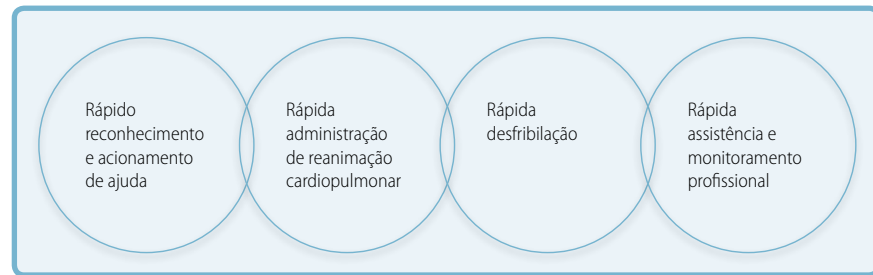 Rápido
reconhecimento
e acionamento
de ajuda
Rápida
administração
de reanimação
cardiopulmonar
Rápida
desfribilação
Rápida
assistência e
monitoramento
profissional